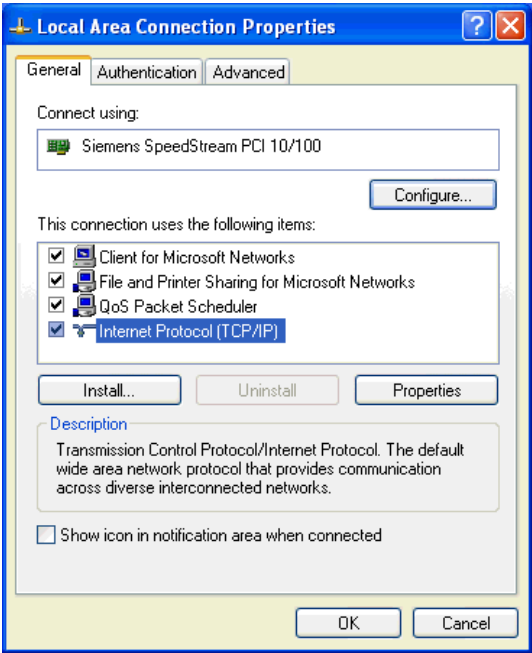 Local Area Connection Properties
General Authentication Advanced
Connect using:
Siemens SpeedStream PCI 10/100
Configure...
This connection uses the following items:
Client for Microsoft Networks
File and Printer Sharing for Microsoft Networks
QoS Packet Scheduler
Internet Protocol (TCP/IP)
Install... Uninstall Properties
Description
Transmission Control Protocol/Internet Protocol. The default
wide area network protocol that provides communication
across diverse interconnected networks.
Show icon in notification area when connected
OK Cancel